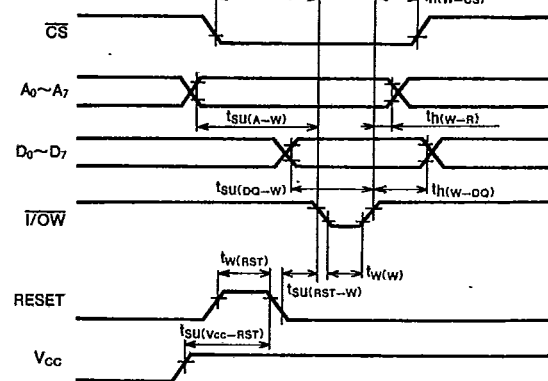 th(W-CS)
CS
A0~A7
tsu(A-W)
th(W-R)
D0~D7
tsu(DQ-W)
th(W-DQ)
I/OW
tW(RST)
tsu(RST-W)
tW(W)
RESET
tsu(VCC-RST)
VCC